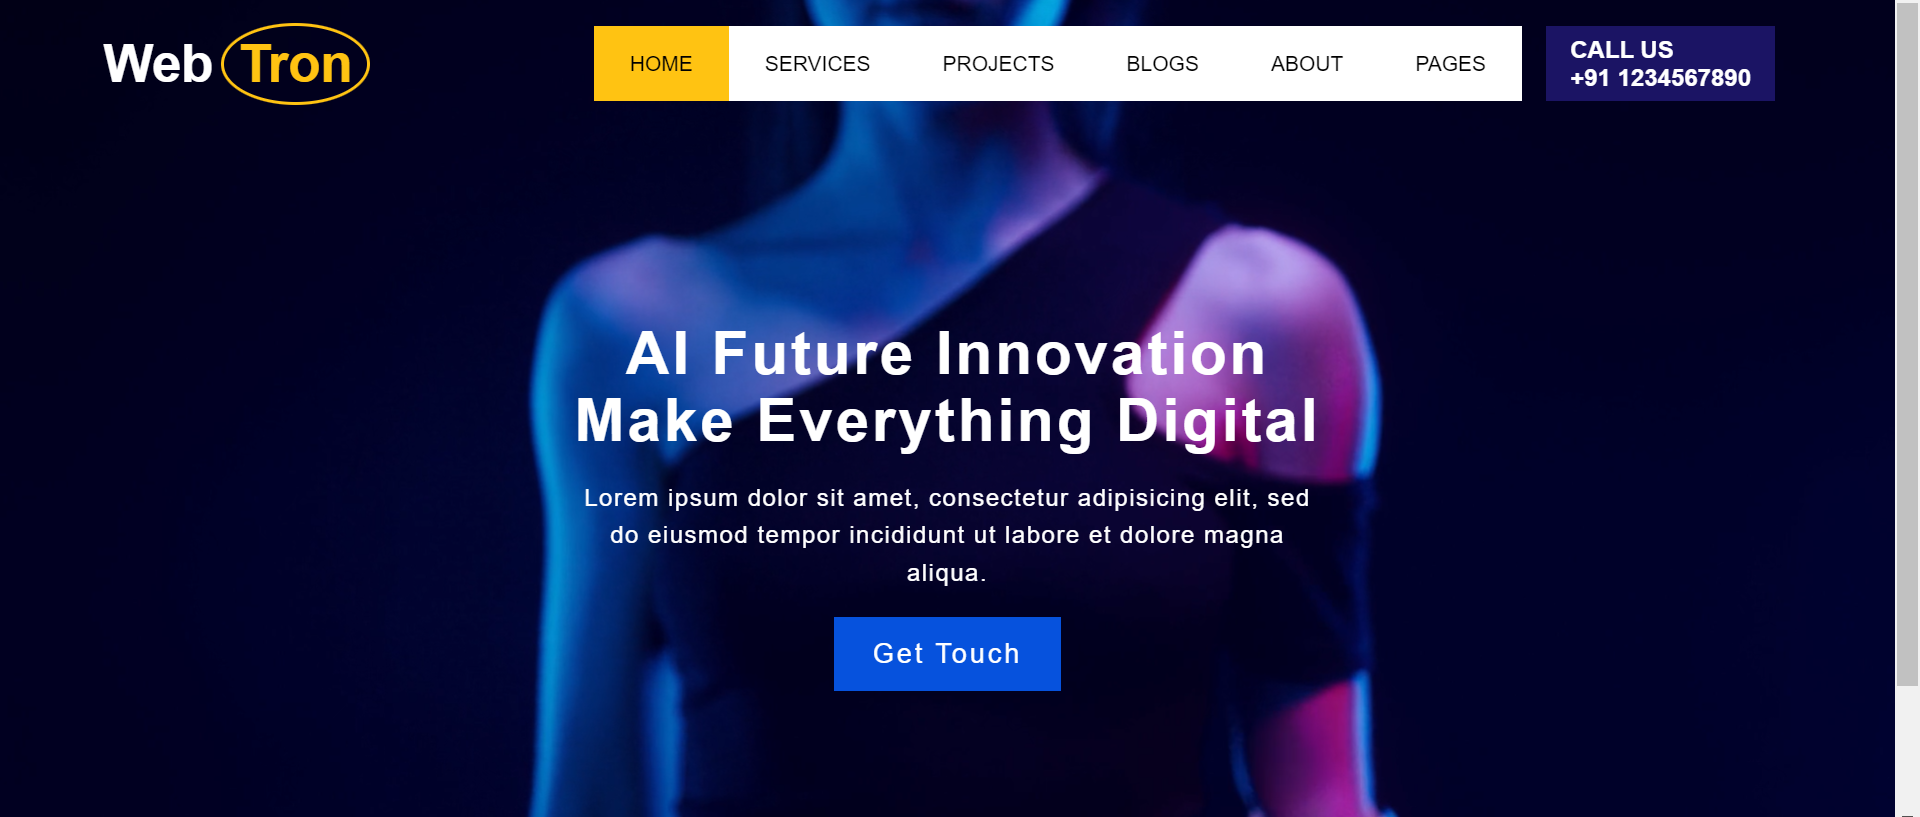 Web Tron
HOME SERVICES PROJECTS BLOGS ABOUT PAGES
CALL US
+91 1234567890
AI Future Innovation
Make Everything Digital
Lorem ipsum dolor sit amet, consectetur adipisicing elit, sed
do eiusmod tempor incididunt ut labore et dolore magna
aliqua.
Get Touch